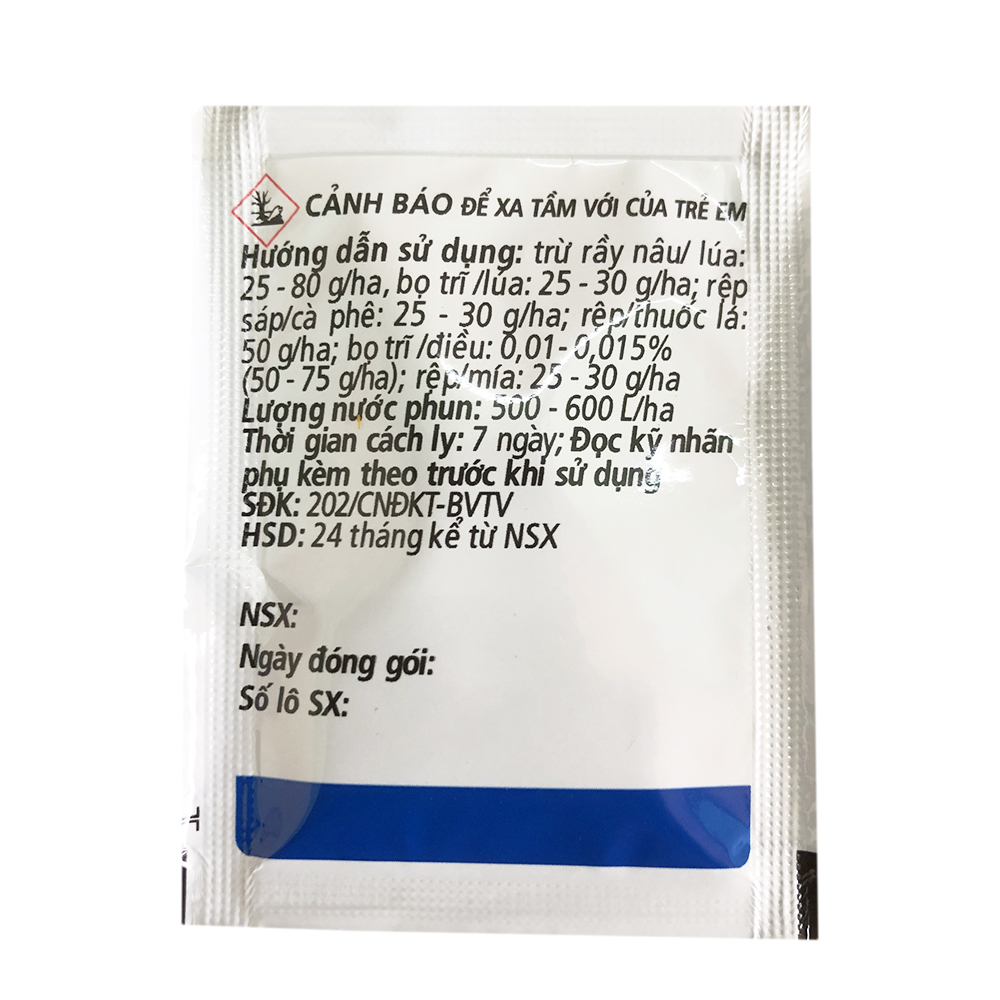 CẢNH BÁO ĐỂ XA TẦM VỚI CỦA TRẺ EM
Hướng dẫn sử dụng: trừ rầy nâu/ lúa:
25 - 80 g/ha, bọ trĩ /lúa: 25 - 30 g/ha; rệp
sáp/cà phê: 25 - 30 g/ha; rệp/thuốc lá:
50 g/ha; bọ trĩ /điều: 0,01- 0,015%
(50 - 75 g/ha); rệp/mía: 25 - 30 g/ha
Lượng nước phun: 500 - 600 L/ha
Thời gian cách ly: 7 ngày; Đọc kỹ nhãn
phụ kèm theo trước khi sử dụng
SĐK: 202/CNĐKT-BVTV
HSD: 24 tháng kể từ NSX
NSX:
Ngày đóng gói:
Số lô SX: